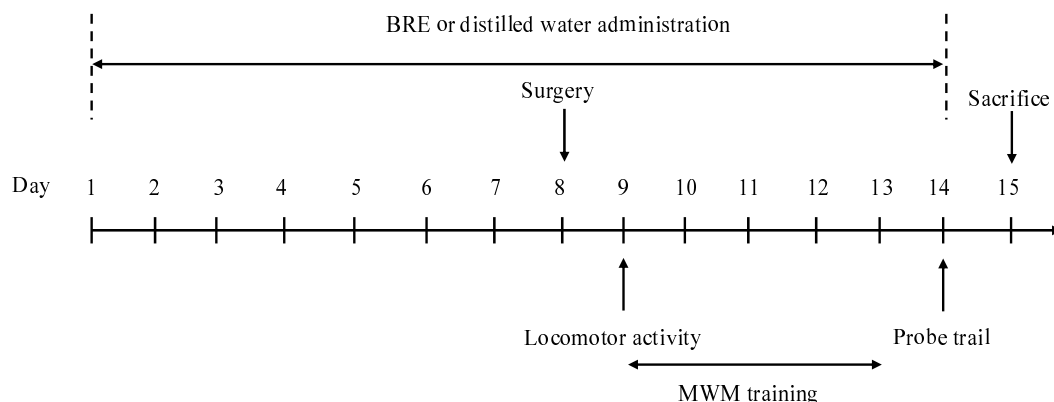 BRE or distilled water administration
Surgery
Sacrifice
Day 1 2 3 4 5 6 7 8 9 10 11 12 13 14 15
Locomotor activity Probe trail
MWM training